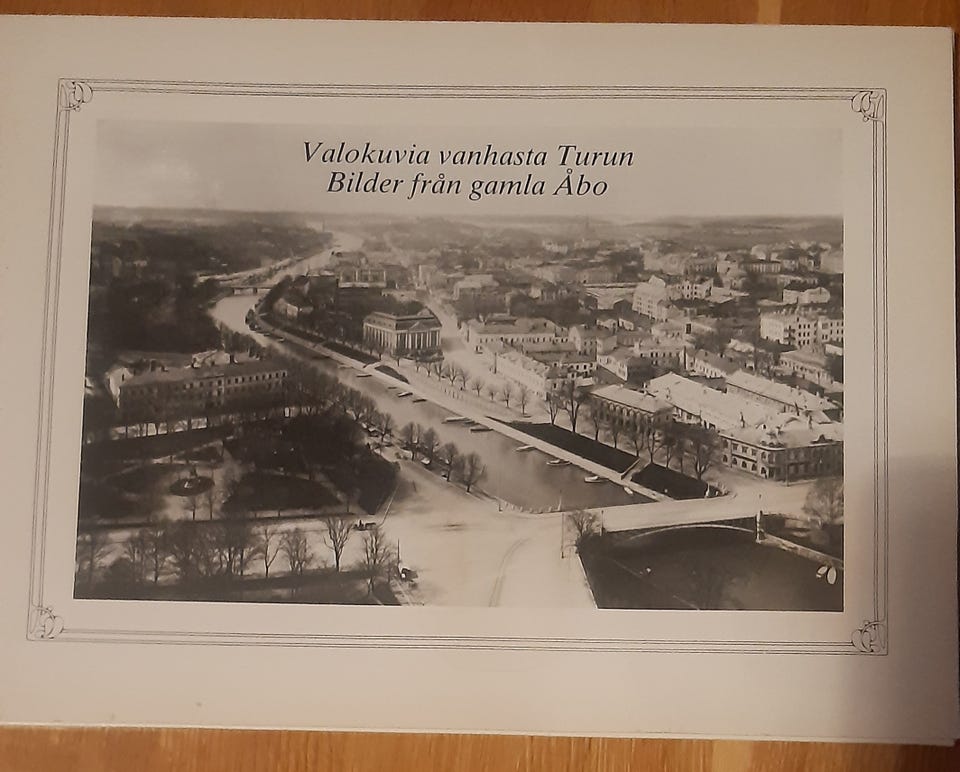 Valokuvia vanhasta Turun
Bilder från gamla Åbo